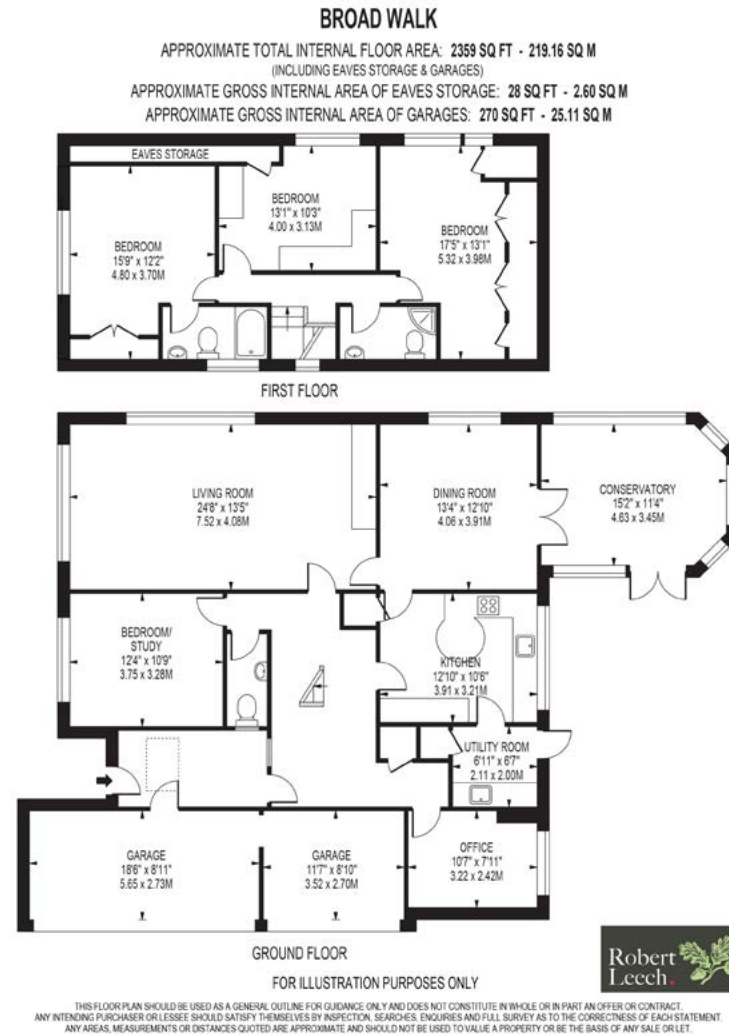 BROAD WALK
APPROXIMATE TOTAL INTERNAL FLOOR AREA: 2359 SQ FT - 219.16 SQ M
(INCLUDING EAVES STORAGE & GARAGES)
APPROXIMATE GROSS INTERNAL AREA OF EAVES STORAGE: 28 SQ FT - 2.60 SQ M
APPROXIMATE GROSS INTERNAL AREA OF GARAGES: 270 SQ FT - 25.11 SQ M
EAVES STORAGE
BEDROOM
15'9" x 12'2"
4.80 x 3.70M
BEDROOM
13'1" x 10'3"
4.00 x 3.13M
BEDROOM
17'5" x 13'1"
5.32 x 3.98M
FIRST FLOOR
LIVING ROOM
24'8" x 13'5"
7.52 x 4.08M
DINING ROOM
13'4" x 12'10"
4.06 x 3.91M
CONSERVATORY
15'2" x 11'4"
4.63 x 3.45M
BEDROOM/
STUDY
12'4" x 10'9"
3.75 x 3.28M
KITCHEN
12'10" x 10'6"
3.91 x 3.21M
UTILITY ROOM
6'11" x 6'7"
2.11 x 2.00M
GARAGE
18'6" x 8'11"
5.65 x 2.73M
GARAGE
11'7" x 8'10"
3.52 x 2.70M
OFFICE
10'7" x 7'11"
3.22 x 2.42M
GROUND FLOOR
FOR ILLUSTRATION PURPOSES ONLY
Robert
Leech.
THIS FLOOR PLAN SHOULD BE USED AS A GENERAL OUTLINE FOR GUIDANCE ONLY AND DOES NOT CONSTITUTE IN WHOLE OR IN PART AN OFFER OR CONTRACT.
ANY INTENDING PURCHASER OR LESSEE SHOULD SATISFY THEMSELVES BY INSPECTION, SEARCHES, ENQUIRIES AND FULL SURVEY AS TO THE CORRECTNESS OF EACH STATEMENT.
ANY AREAS, MEASUREMENTS OR DISTANCES QUOTED ARE APPROXIMATE AND SHOULD NOT BE USED TO VALUE A PROPERTY OR BE THE BASIS OF ANY SALE OR LET.